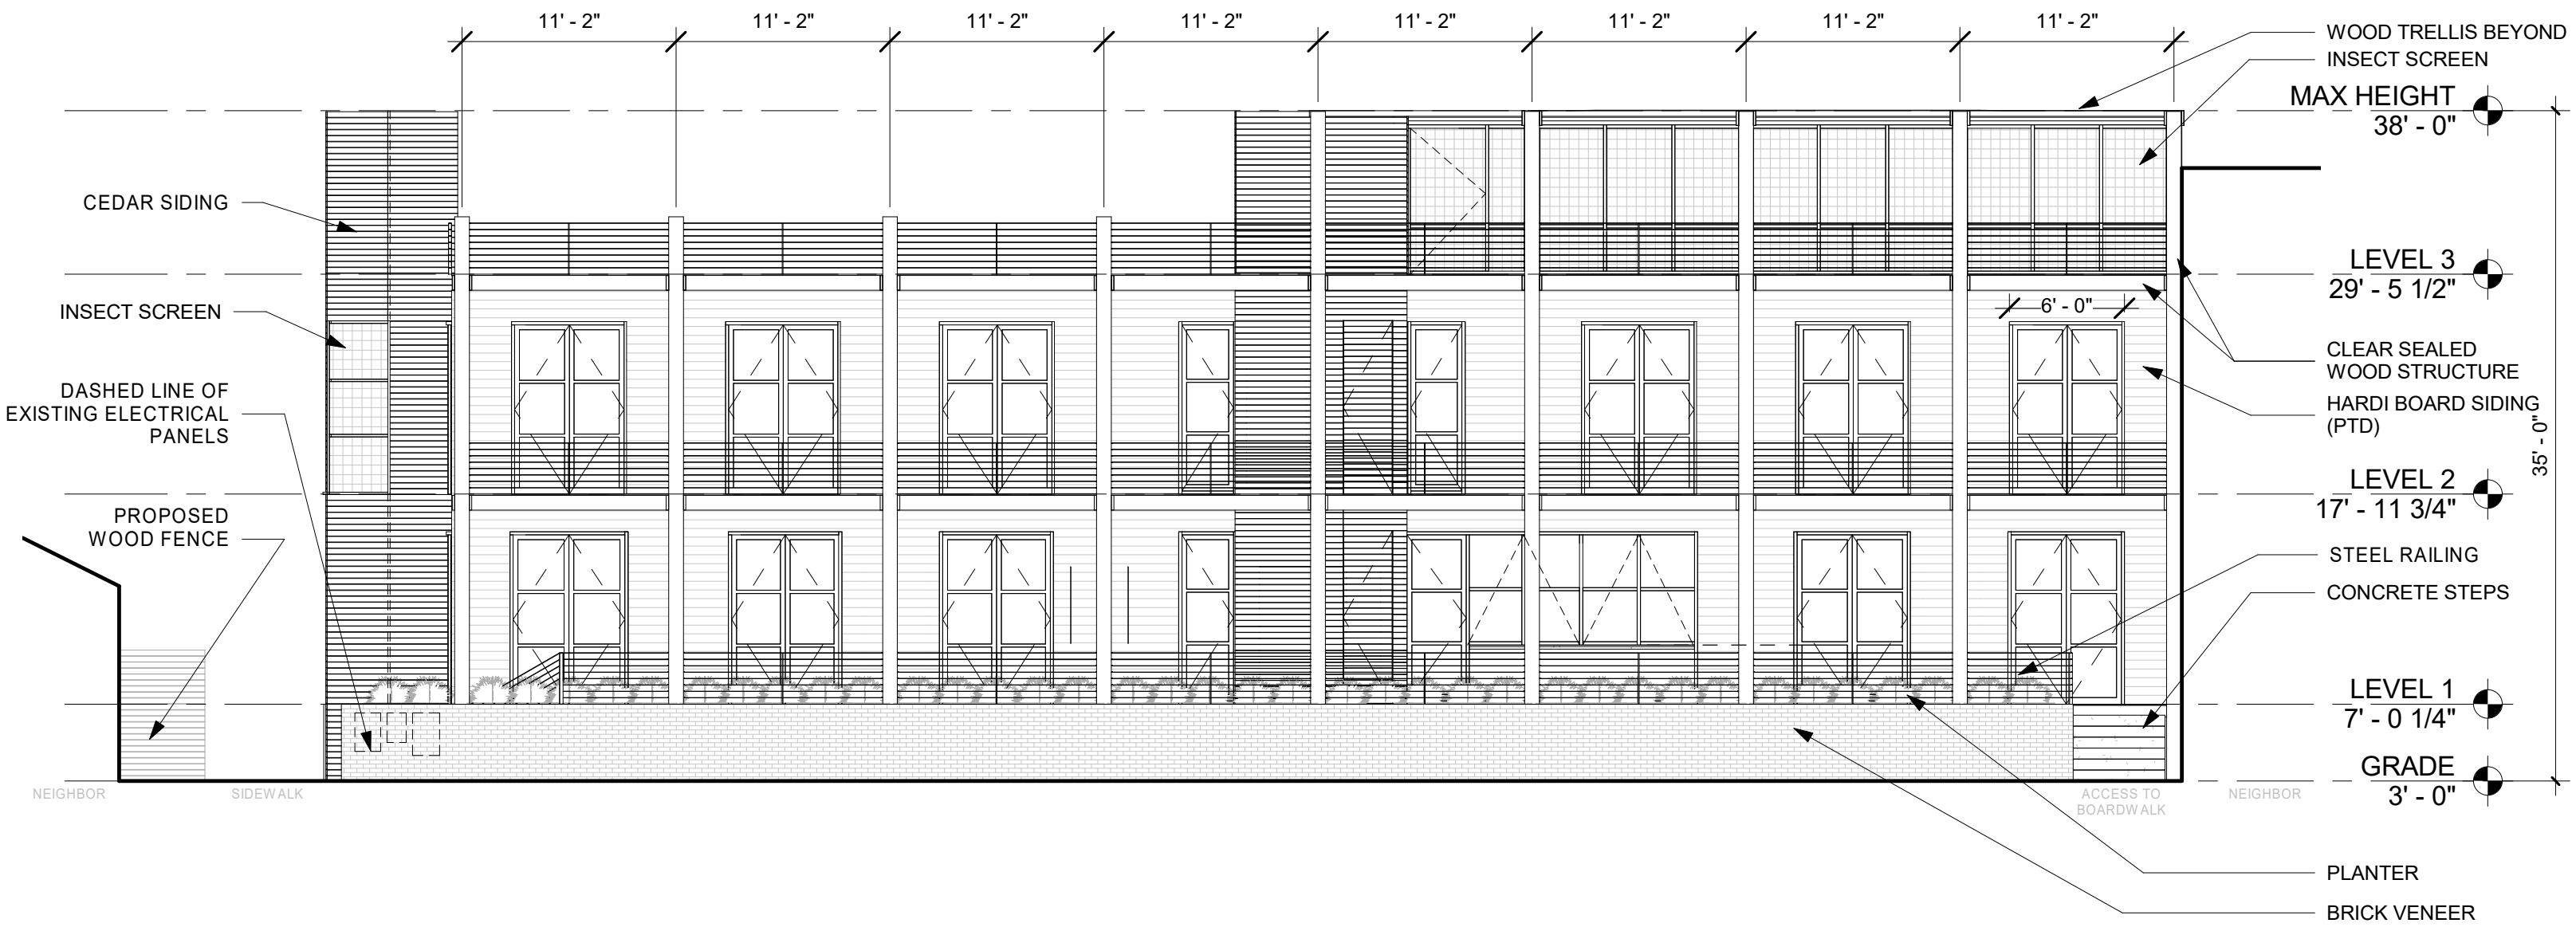 11' - 2"
11' - 2"
11' - 2"
11' - 2"
11' - 2"
11' - 2"
11' - 2"
11' - 2"
WOOD TRELLIS BEYOND
INSECT SCREEN
MAX HEIGHT
38' - 0"
CEDAR SIDING
LEVEL 3
29' - 5 1/2"
INSECT SCREEN
6' - 0"
CLEAR SEALED
WOOD STRUCTURE
DASHED LINE OF
EXISTING ELECTRICAL
PANELS
HARDI BOARD SIDING
(PTD)
35' - 0"
LEVEL 2
17' - 11 3/4"
PROPOSED
WOOD FENCE
STEEL RAILING
CONCRETE STEPS
LEVEL 1
7' - 0 1/4"
GRADE
3' - 0"
NEIGHBOR
SIDEWALK
ACCESS TO
BOARDWALK
NEIGHBOR
PLANTER
BRICK VENEER